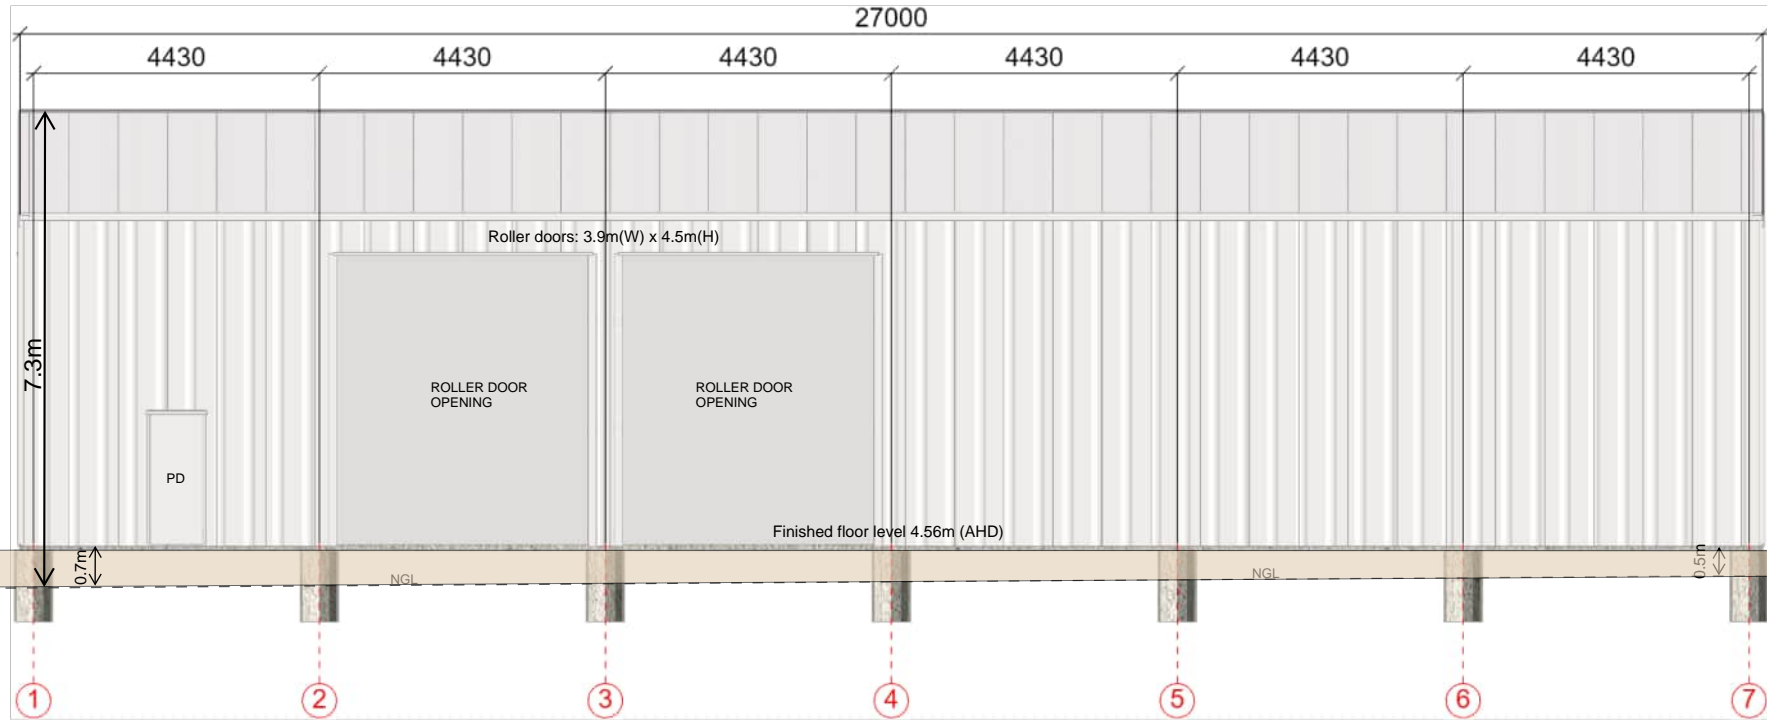 27000
4430 4430 4430 4430 4430 4430
Roller doors: 3.9m(W) x 4.5m(H)
7.3m
ROLLER DOOR
OPENING
ROLLER DOOR
OPENING
PD
Finished floor level 4.56m (AHD)
0.7m
NGL
NGL
0.5m
1 2 3 4 5 6 7